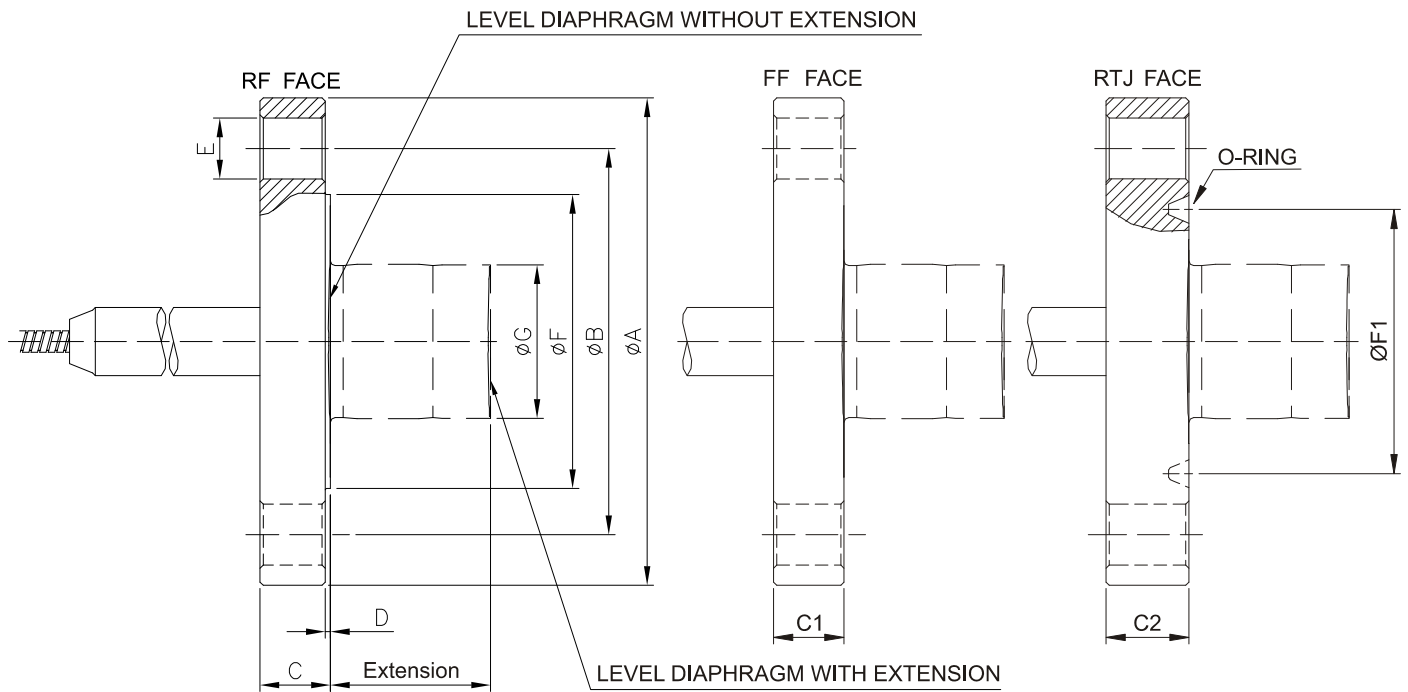 LEVEL DIAPHRAGM WITHOUT EXTENSION
RF FACE
FF FACE
RTJ FACE
E
O-RING
øG
øF
øB
øA
ØF1
D
C
Extension
C1
C2
LEVEL DIAPHRAGM WITH EXTENSION